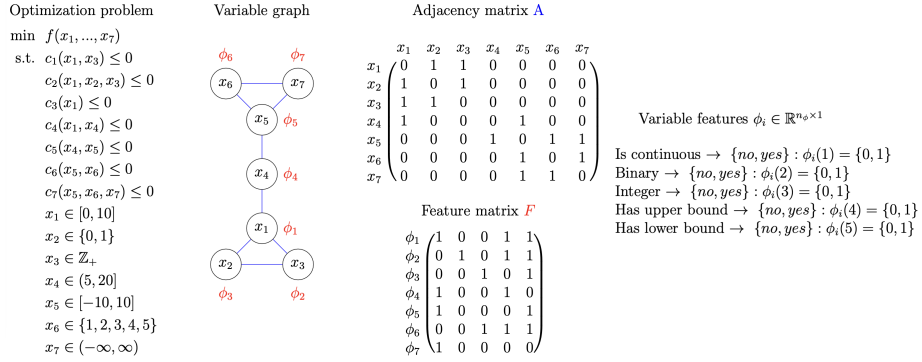 Optimization problem
min f(x₁, ..., x₇)
s.t. c₁(x₁, x₃) ≤ 0
c₂(x₁, x₂, x₃) ≤ 0
c₃(x₁) ≤ 0
c₄(x₁, x₄) ≤ 0
c₅(x₄, x₅) ≤ 0
c₆(x₅, x₆) ≤ 0
c₇(x₅, x₆, x₇) ≤ 0
x₁ ∈ [0, 10]
x₂ ∈ {0, 1}
x₃ ∈ ℤ₊
x₄ ∈ (5, 20]
x₅ ∈ [−10, 10]
x₆ ∈ {1, 2, 3, 4, 5}
x₇ ∈ (−∞, ∞)
Variable graph
ϕ₆ ϕ₇
x₆ x₇
x₅ ϕ₅
x₄ ϕ₄
x₁ ϕ₁
x₂ x₃
ϕ₃ ϕ₂
Adjacency matrix A
x₁ x₂ x₃ x₄ x₅ x₆ x₇
x₁ 0 1 1 0 0 0 0
x₂ 1 0 1 0 0 0 0
x₃ 1 1 0 0 0 0 0
x₄ 1 0 0 0 1 0 0
x₅ 0 0 0 1 0 1 1
x₆ 0 0 0 0 1 0 1
x₇ 0 0 0 0 1 1 0
Feature matrix F
ϕ₁ 1 0 0 1 1
ϕ₂ 0 1 0 1 1
ϕ₃ 0 0 1 0 1
ϕ₄ 1 0 0 1 0
ϕ₅ 1 0 0 0 1
ϕ₆ 0 0 1 1 1
ϕ₇ 1 0 0 0 0
Variable features ϕᵢ ∈ ℝ^{n_ϕ×1}
Is continuous → {no, yes} : ϕᵢ(1) = {0, 1}
Binary → {no, yes} : ϕᵢ(2) = {0, 1}
Integer → {no, yes} : ϕᵢ(3) = {0, 1}
Has upper bound → {no, yes} : ϕᵢ(4) = {0, 1}
Has lower bound → {no, yes} : ϕᵢ(5) = {0, 1}